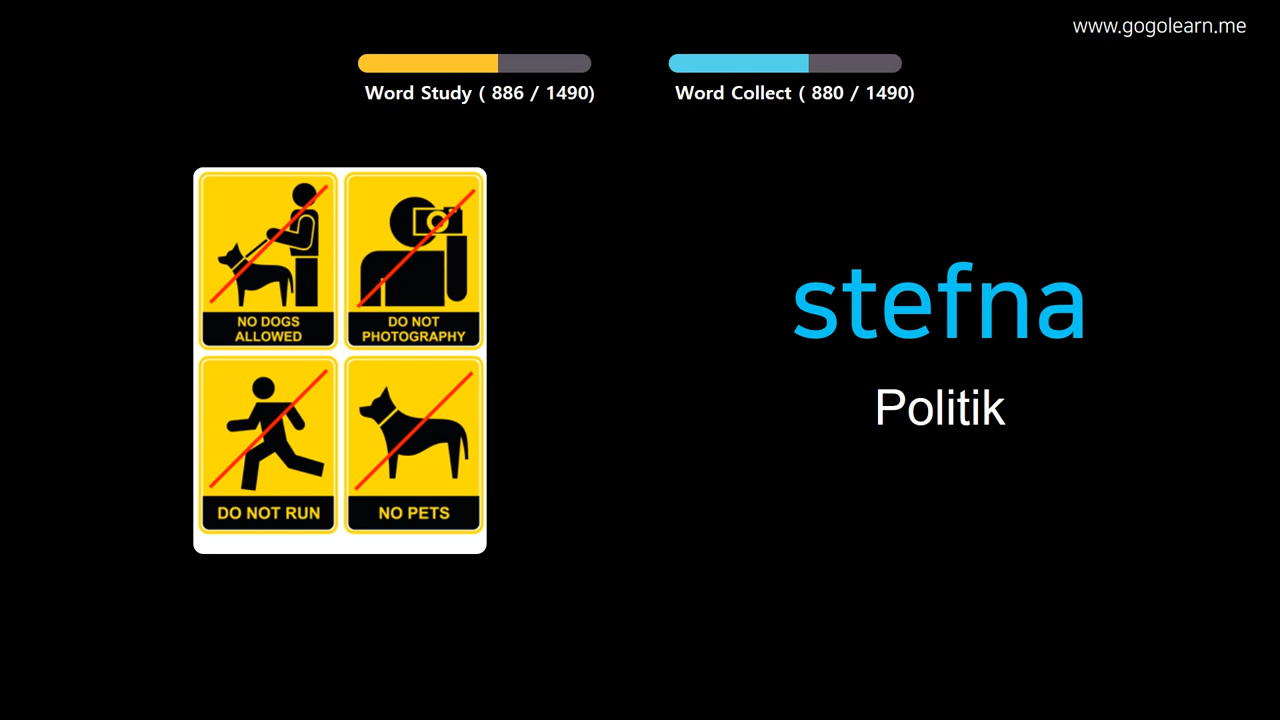 www.gogolearn.me
Word Study ( 886 / 1490)
Word Collect ( 880 / 1490)
NO DOGS
ALLOWED
DO NOT
PHOTOGRAPHY
DO NOT RUN
NO PETS
stefna
Politik